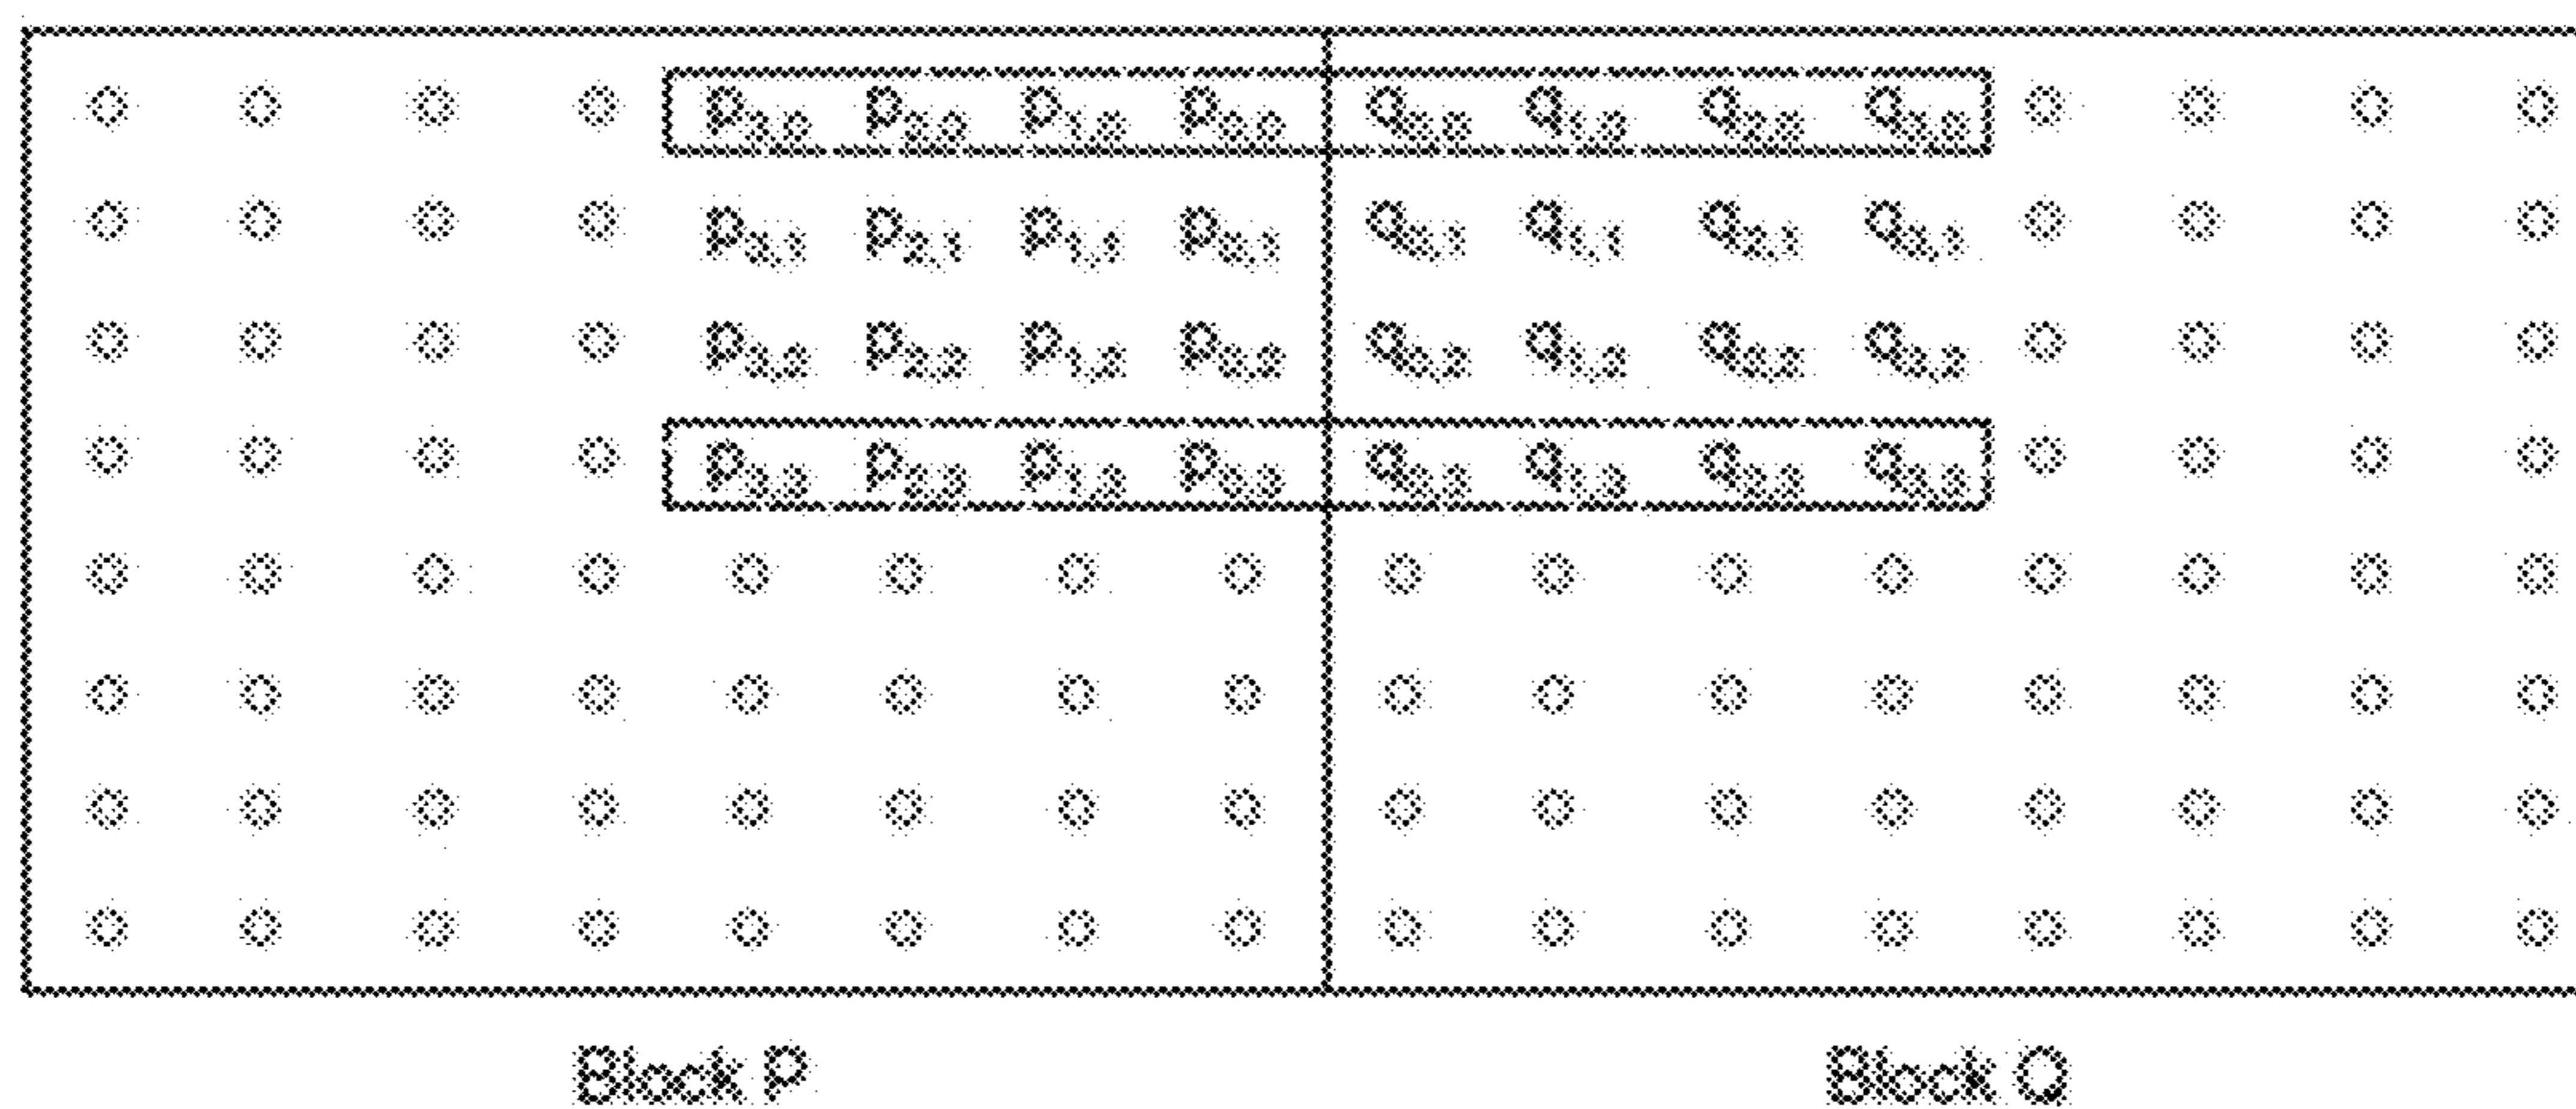 P3,0 P2,0 P1,0 P0,0 Q0,0 Q1,0 Q2,0 Q3,0
P3,1 P2,1 P1,1 P0,1 Q0,1 Q1,1 Q2,1 Q3,1
P3,2 P2,2 P1,2 P0,2 Q0,2 Q1,2 Q2,2 Q3,2
P3,3 P2,3 P1,3 P0,3 Q0,3 Q1,3 Q2,3 Q3,3
Block P Block Q